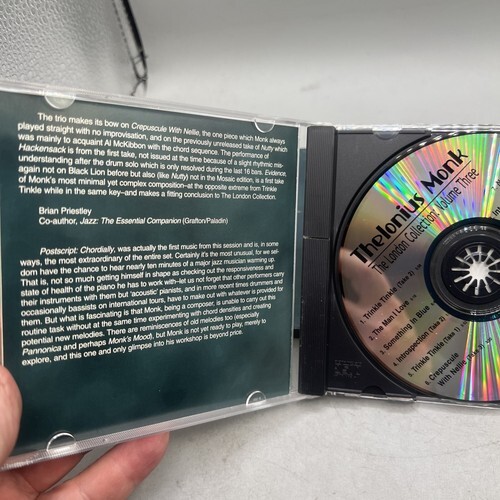 The trio makes its bow on Crepuscule With Nellie, the one piece which Monk always
played straight with no improvisation, and on the previously unreleased take of Nutty which
was mainly to acquaint Al McKibbon with the chord sequence. The performance of
Hackensack is from the first take, not issued at the time because of a slight rhythmic mis-
understanding after the drum solo which is only resolved during the last 16 bars. Evidence,
again not on Black Lion before but also (like Nutty) not in the Mosaic edition, is a first take
of Monk's most minimal yet complex composition-at the opposite extreme from Trinkle
Tinkle while in the same key-and makes a fitting conclusion to The London Collection.
Brian Priestley
Co-author, Jazz: The Essential Companion (Grafton/Paladin)
Postscript: Chordially, was actually the first music from this session and is, in some
ways, the most extraordinary of the entire set. Certainly it's the most unusual, for we sel-
dom have the chance to hear nearly ten minutes of a major jazz musician warming up.
That is, not so much getting himself in shape as checking out the responsiveness and
state of health of the piano he has to work with-let us not forget that other performers carry
their instruments with them but 'acoustic' pianists, and in more recent times drummers and
occasionally bassists on international tours, have to make out with whatever is provided for
them. But what is fascinating is that Monk, being a composer, is unable to carry out this
routine task without at the same time experimenting with chord densities and creating
potential new melodies. There are reminiscences of old melodies too (especially
Pannonica and perhaps Monk's Mood), but Monk is not yet ready to play, merely to
explore, and this one and only glimpse into his workshop is beyond price.
Thelonius Monk
The London Collection: Volume Three
1. Trinkle Tinkle (Take 2)
2. The Man I Love
3. Something in Blue
4. Introspection (Take 2)
5. Trinkle Tinkle (Take 1)
6. Crepuscule
With Nellie